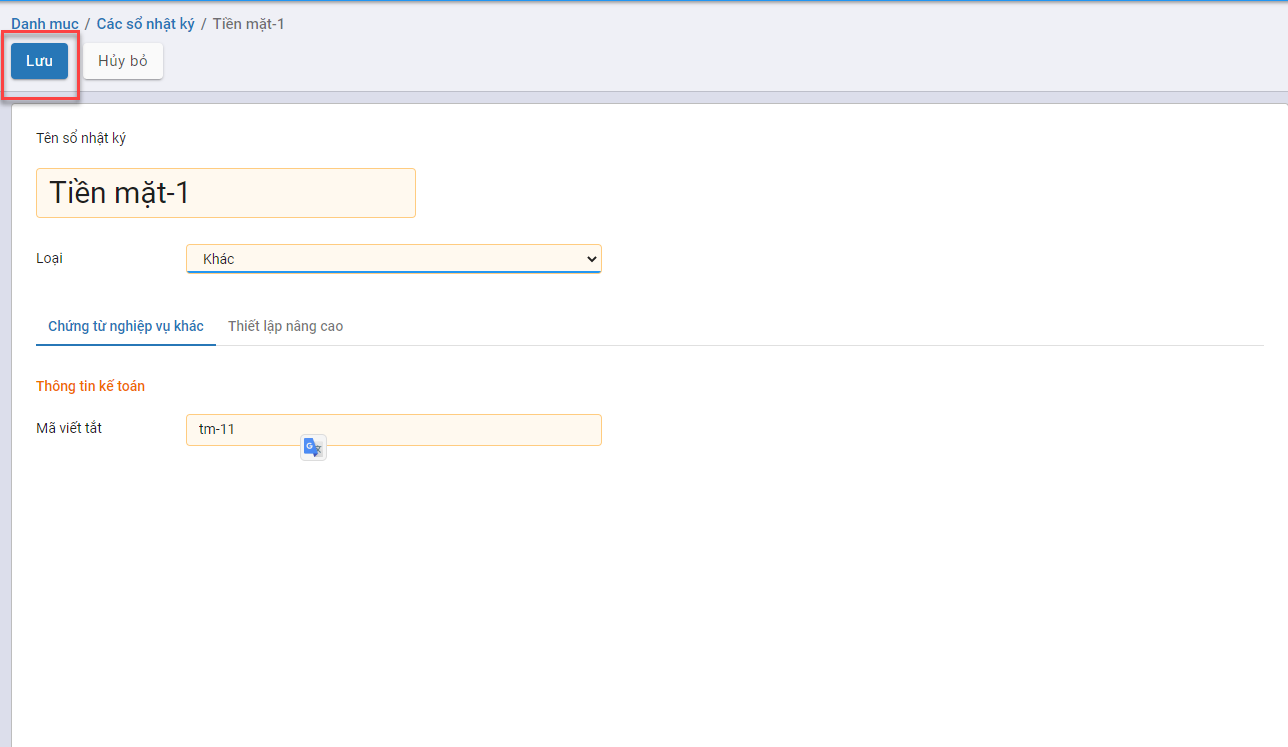 Danh mục / Các sổ nhật ký / Tiền mặt-1
Lưu
Hủy bỏ
Tên sổ nhật ký
Tiền mặt-1
Loại
Khác
Chứng từ nghiệp vụ khác
Thiết lập nâng cao
Thông tin kế toán
Mã viết tắt
tm-11